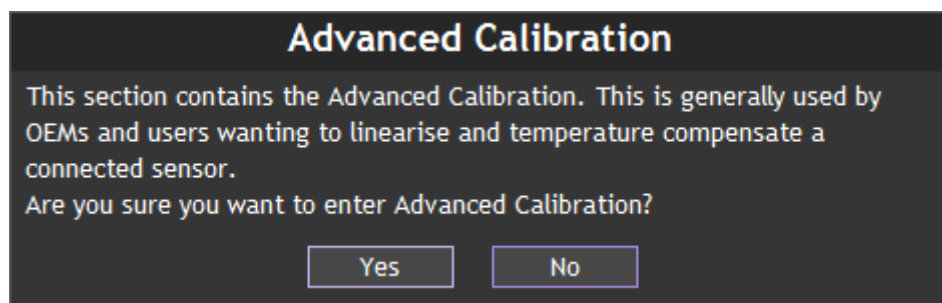 Advanced Calibration
This section contains the Advanced Calibration. This is generally used by
OEMs and users wanting to linearise and temperature compensate a
connected sensor.
Are you sure you want to enter Advanced Calibration?
Yes No